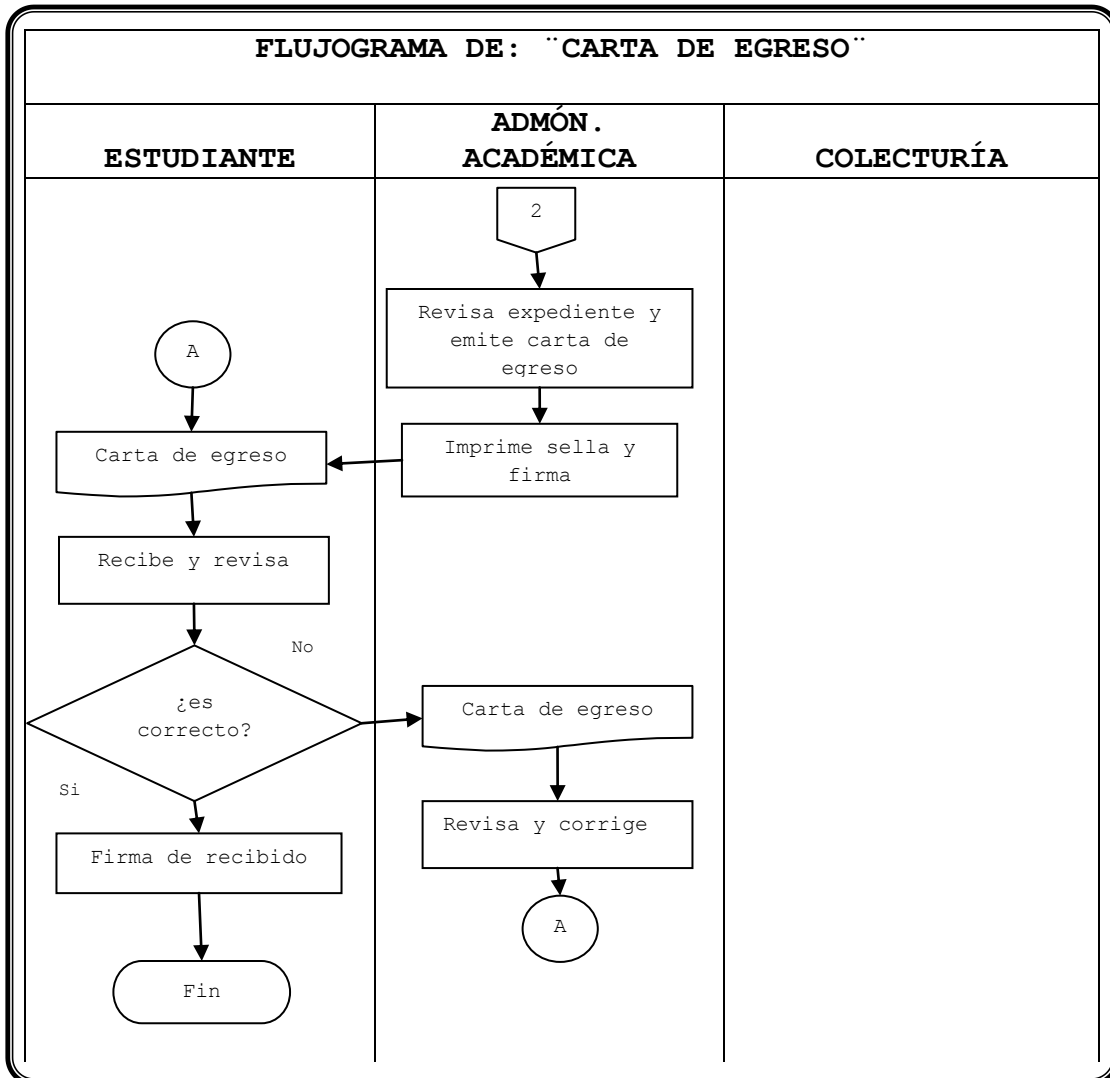 FLUJOGRAMA DE: ¨CARTA DE EGRESO¨
ESTUDIANTE
ADMÓN.
ACADÉMICA
COLECTURÍA
2
Revisa expediente y
emite carta de
egreso
A
Carta de egreso
Imprime sella y
firma
Recibe y revisa
No
¿es
correcto?
Carta de egreso
Si
Revisa y corrige
Firma de recibido
A
Fin